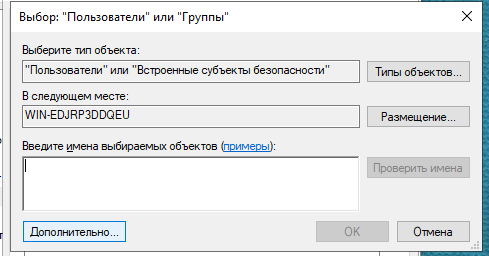 Выбор: "Пользователи" или "Группы"
Выберите тип объекта:
"Пользователи" или "Встроенные субъекты безопасности"
Типы объектов...
В следующем месте:
WIN-EDJRP3DDQEU
Размещение...
Введите имена выбираемых объектов (примеры):
Проверить имена
Дополнительно...
OK
Отмена